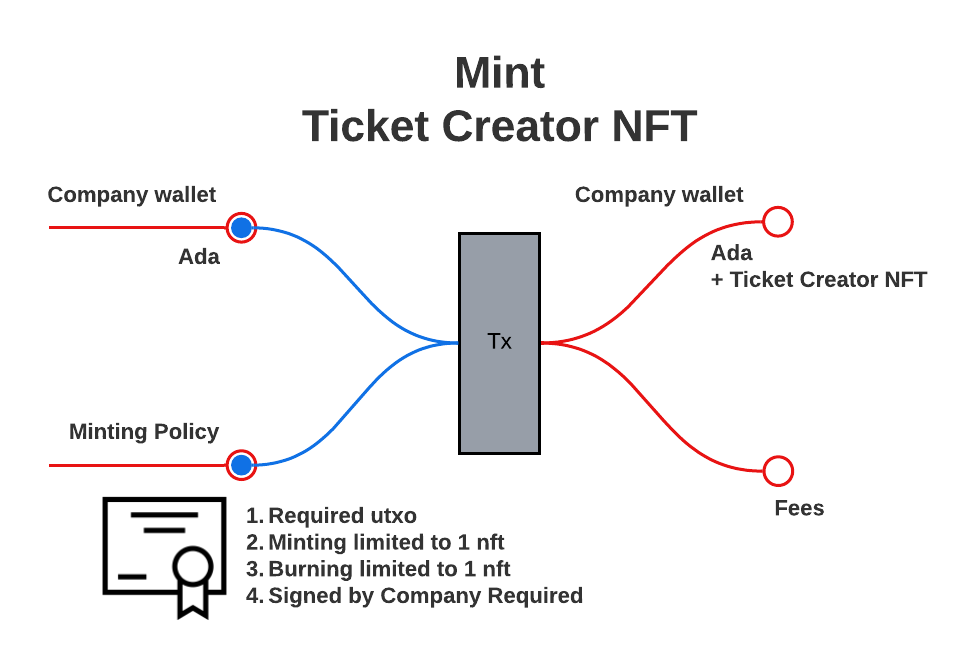 Mint
Ticket Creator NFT
Company wallet
Ada
Company wallet
Ada
+ Ticket Creator NFT
Tx
Minting Policy
1. Required utxo
2. Minting limited to 1 nft
3. Burning limited to 1 nft
4. Signed by Company Required
Fees